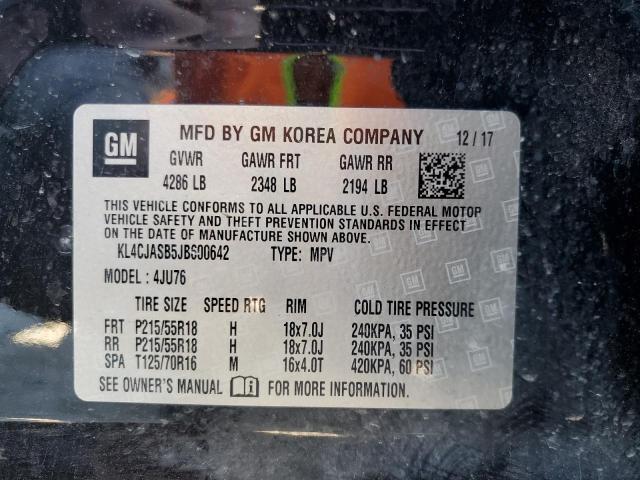 GM MFD BY GM KOREA COMPANY 12 / 17
GVWR GAWR FRT GAWR RR
4286 LB 2348 LB 2194 LB
THIS VEHICLE CONFORMS TO ALL APPLICABLE U.S. FEDERAL MOTOR
VEHICLE SAFETY AND THEFT PREVENTION STANDARDS IN EFFECT
ON THE DATE OF MANUFACTURE SHOWN ABOVE.
KL4CJASB5JB600642 TYPE: MPV
MODEL : 4JU76
TIRE SIZE SPEED RTG RIM COLD TIRE PRESSURE
FRT P215/55R18 H 18x7.0J 240KPA, 35 PSI
RR P215/55R18 H 18x7.0J 240KPA, 35 PSI
SPA T125/70R16 M 16x4.0T 420KPA, 60 PSI
SEE OWNER'S MANUAL FOR MORE INFORMATION.